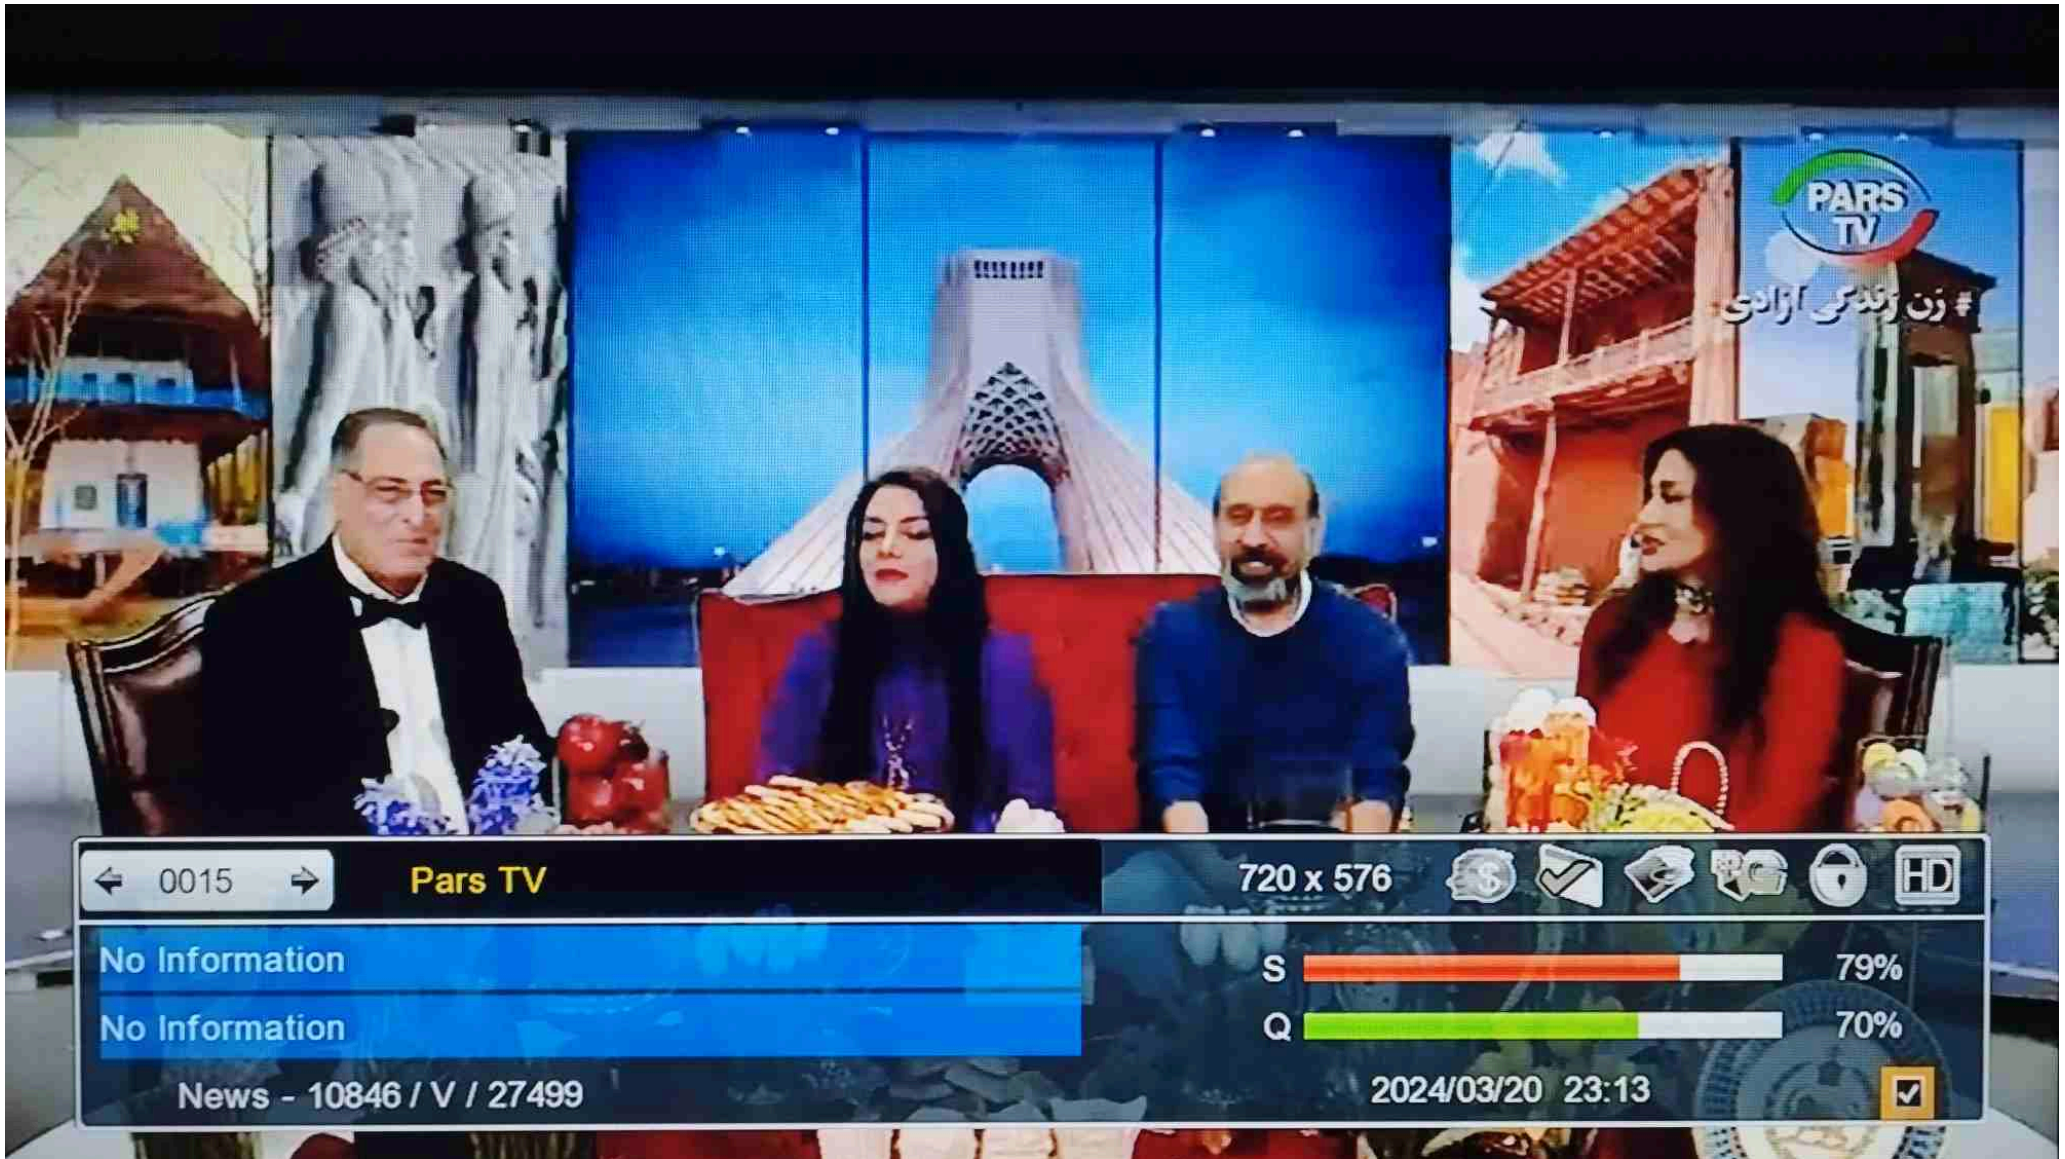 PARS
TV
# زن زندگی آزادی
0015
Pars TV
720 x 576
HD
No Information
No Information
S
79%
Q
70%
News - 10846 / V / 27499
2024/03/20 23:13